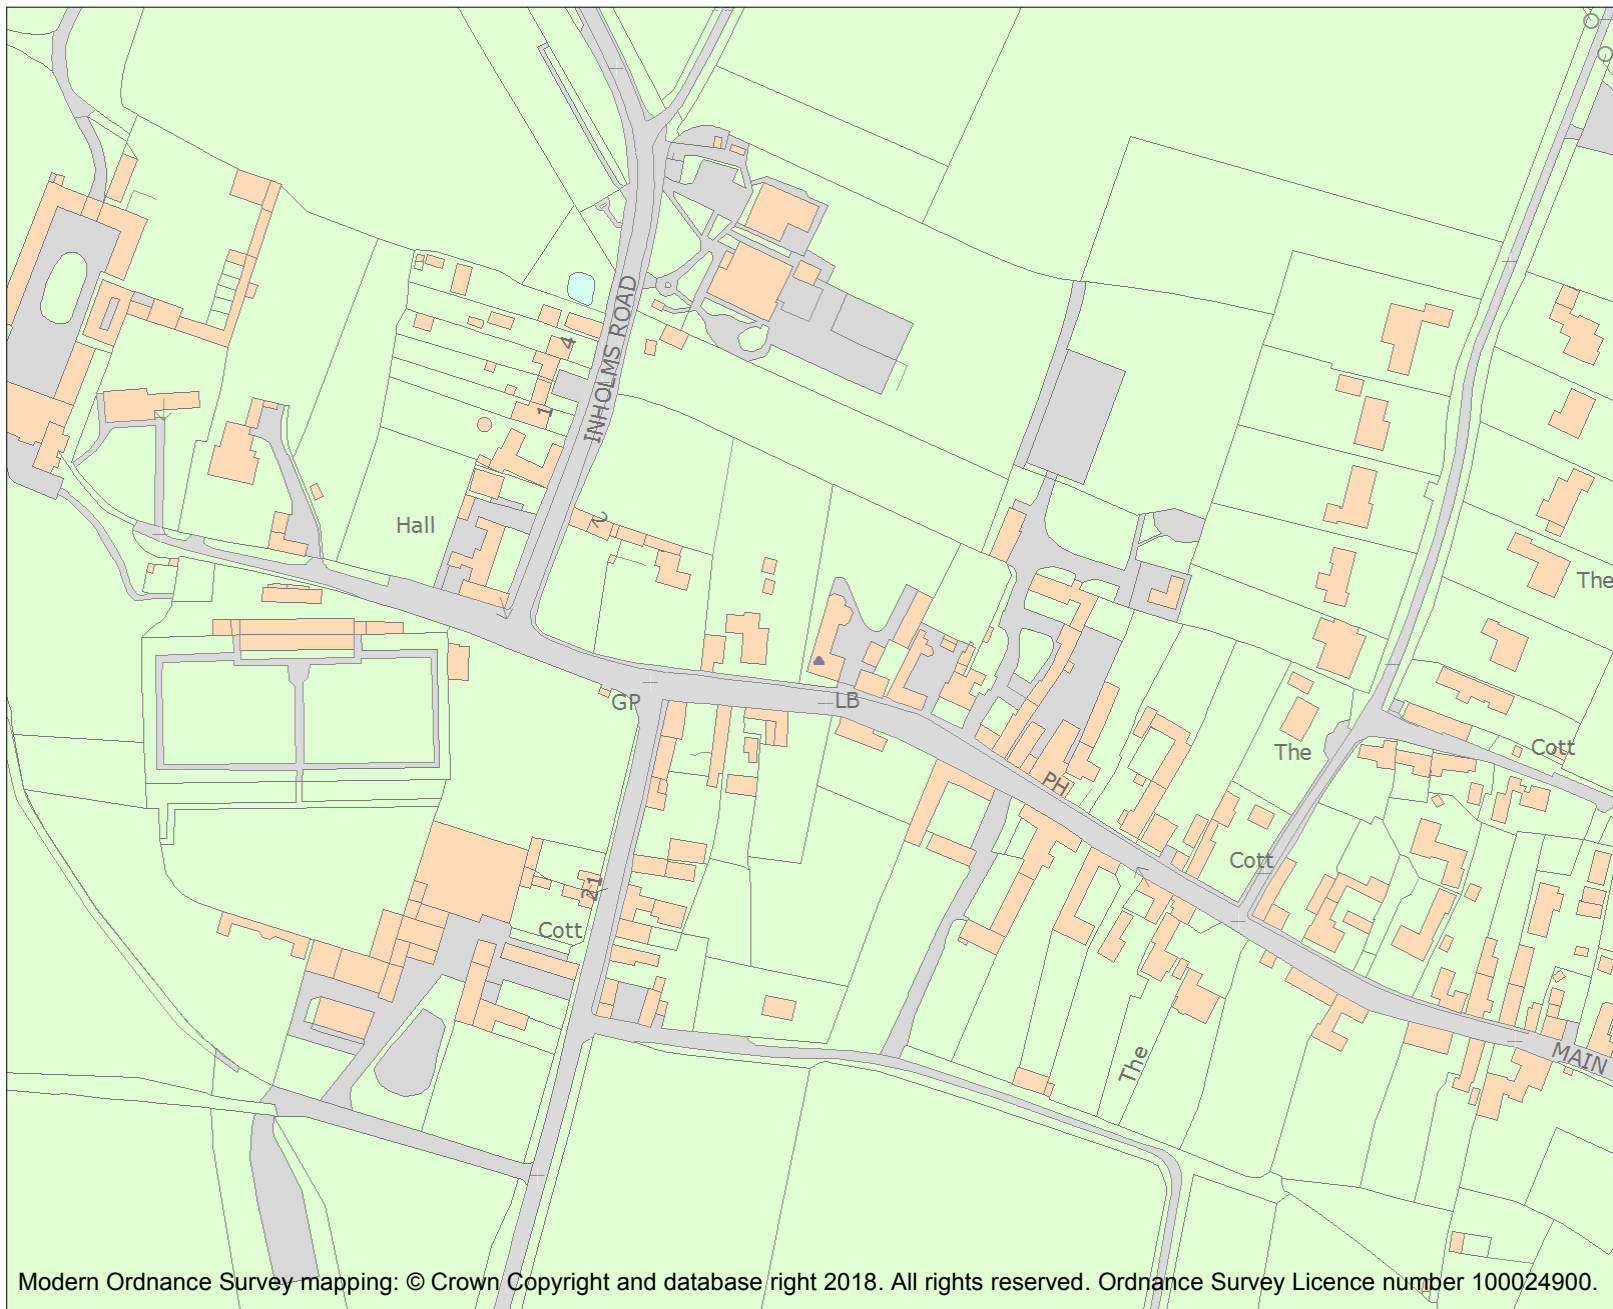 INHOLMS ROAD
4
1
2
Hall
The
GP
LB
The
Cott
PH
Cott
21
Cott
The
MAIN
Modern Ordnance Survey mapping: © Crown Copyright and database right 2018. All rights reserved. Ordnance Survey Licence number 100024900.